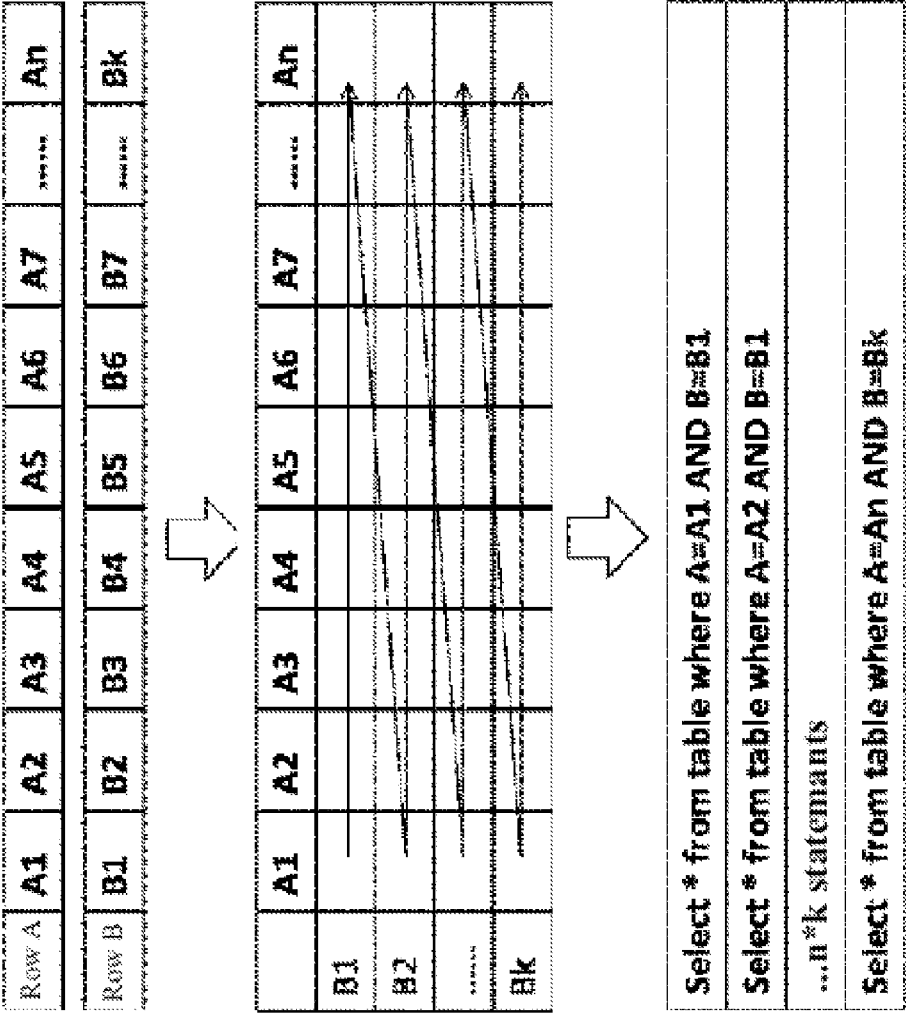 Row A A1 A2 A3 A4 A5 A6 A7 ...... An
Row B B1 B2 B3 B4 B5 B6 B7 ...... Bk
A1 A2 A3 A4 A5 A6 A7 ...... An
B1
B2
......
Bk
Select * from table where A=A1 AND B=B1
Select * from table where A=A2 AND B=B1
...n*k statemants
Select * from table where A=An AND B=Bk